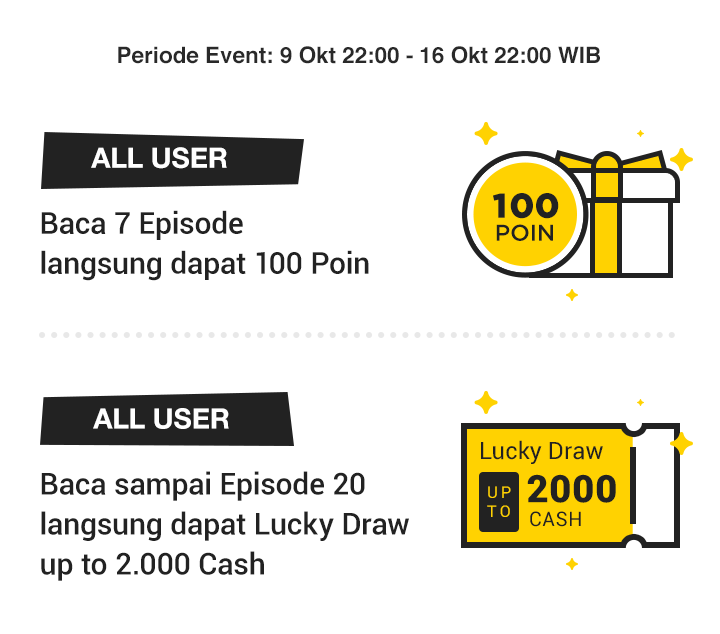 Periode Event: 9 Okt 22:00 - 16 Okt 22:00 WIB
ALL USER
Baca 7 Episode
langsung dapat 100 Poin
100
POIN
ALL USER
Baca sampai Episode 20
langsung dapat Lucky Draw
up to 2.000 Cash
Lucky Draw
UP
TO
2000
CASH